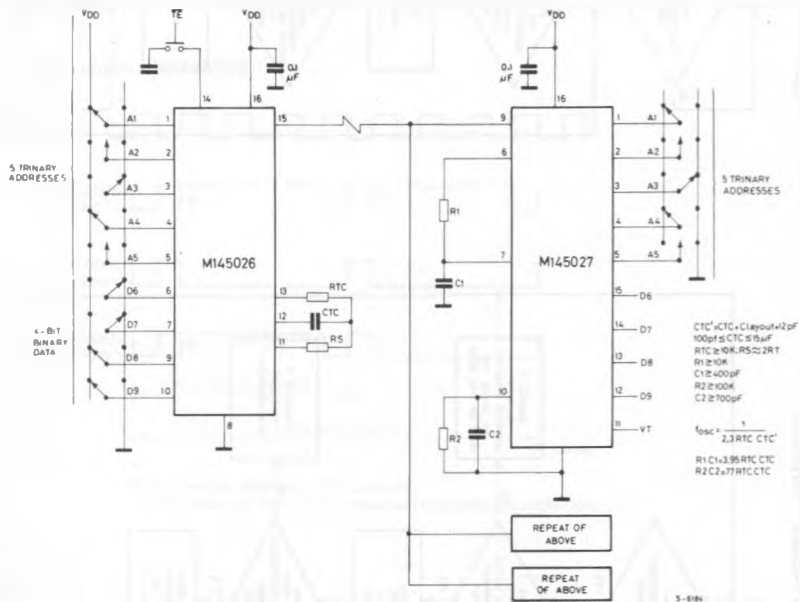 VDD
TE
0.1
µF
14
16
15
A1
1
A2
2
A3
3
A4
4
A5
5
D6
6
D7
7
D8
9
D9
10
5 TRINARY
ADDRESSES
4-BIT
BINARY
DATA
M145026
13
RTC
12
CTC
11
RS
8
VDD
0.1
µF
16
9
6
R1
7
C1
10
R2
C2
M145027
1
A1
2
A2
3
A3
4
A4
5
A5
15
D6
14
D7
13
D8
12
D9
11
VT
5 TRINARY
ADDRESSES
CTC'=CTC+Clayout+12pF
100pf≤CTC≤15µF
RTC≥10K; RS≈2RT
R1≥10K
C1≥400pF
R2≥100K
C2≥700pF
fosc= 1
2,3 RTC CTC'
R1 C1=3.95 RTC CTC
R2 C2=77 RTC CTC
REPEAT OF
ABOVE
REPEAT
OF ABOVE
S-6184